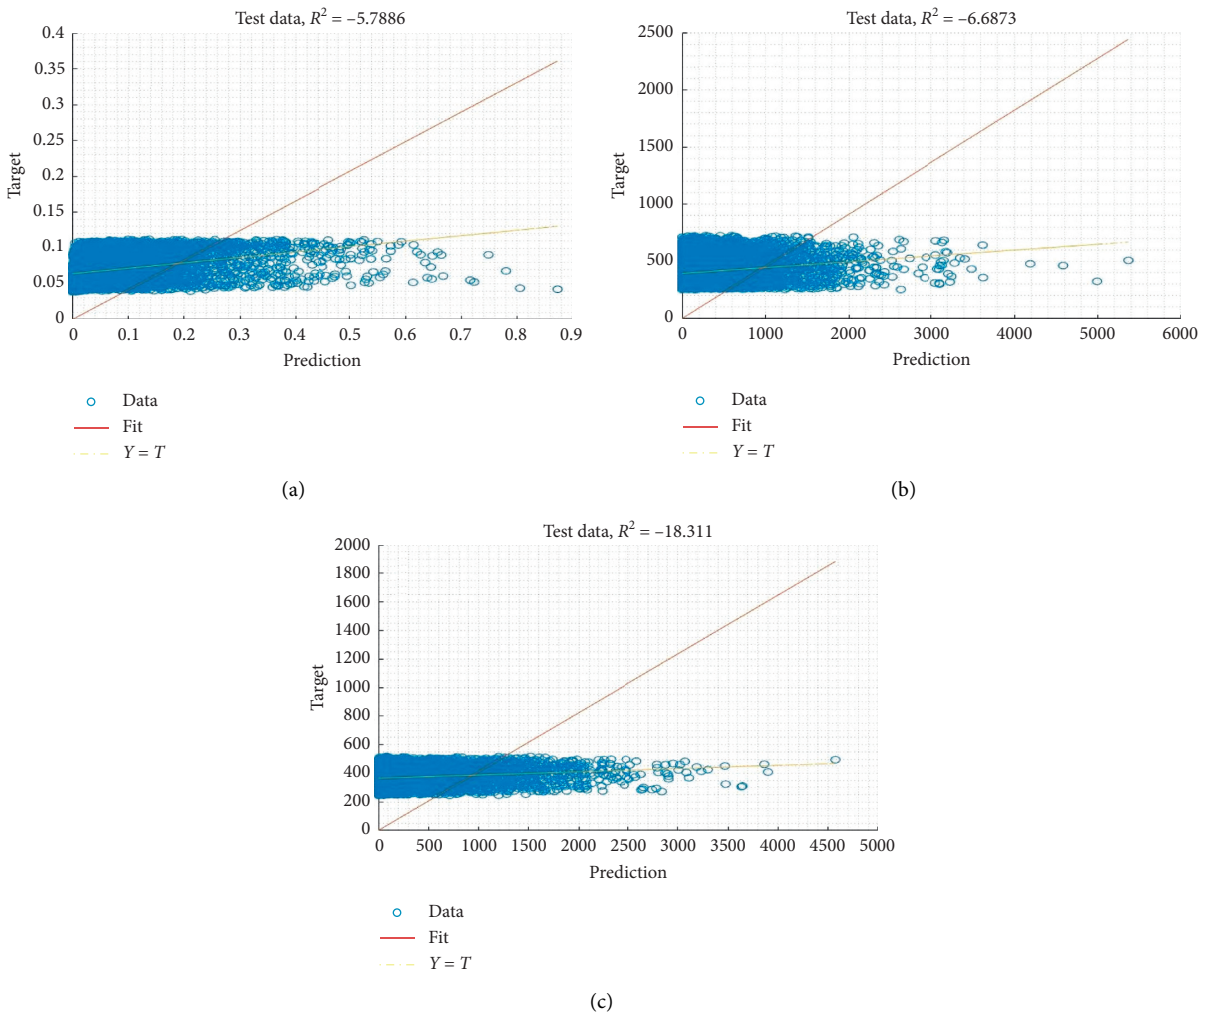 Test data, R² = –5.7886
0.4
0.35
0.3
0.25
0.2
0.15
0.1
0.05
0
Target
0 0.1 0.2 0.3 0.4 0.5 0.6 0.7 0.8 0.9
Prediction
Data
Fit
Y = T
(a)
Test data, R² = –6.6873
2500
2000
1500
1000
500
0
Target
0 1000 2000 3000 4000 5000 6000
Prediction
Data
Fit
Y = T
(b)
Test data, R² = –18.311
2000
1800
1600
1400
1200
1000
800
600
400
200
0
Target
0 500 1000 1500 2000 2500 3000 3500 4000 4500 5000
Prediction
Data
Fit
Y = T
(c)